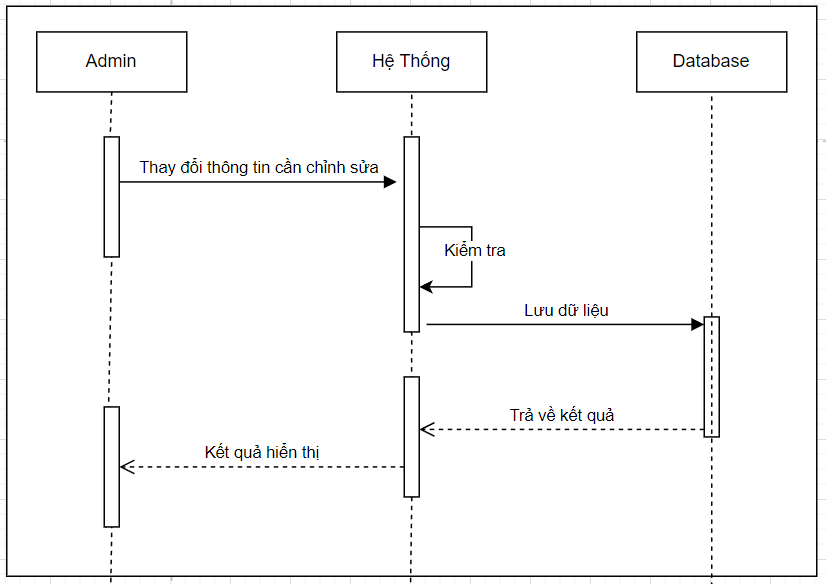 Admin
Hệ Thống
Database
Thay đổi thông tin cần chỉnh sửa
Kiểm tra
Lưu dữ liệu
Trả về kết quả
Kết quả hiển thị